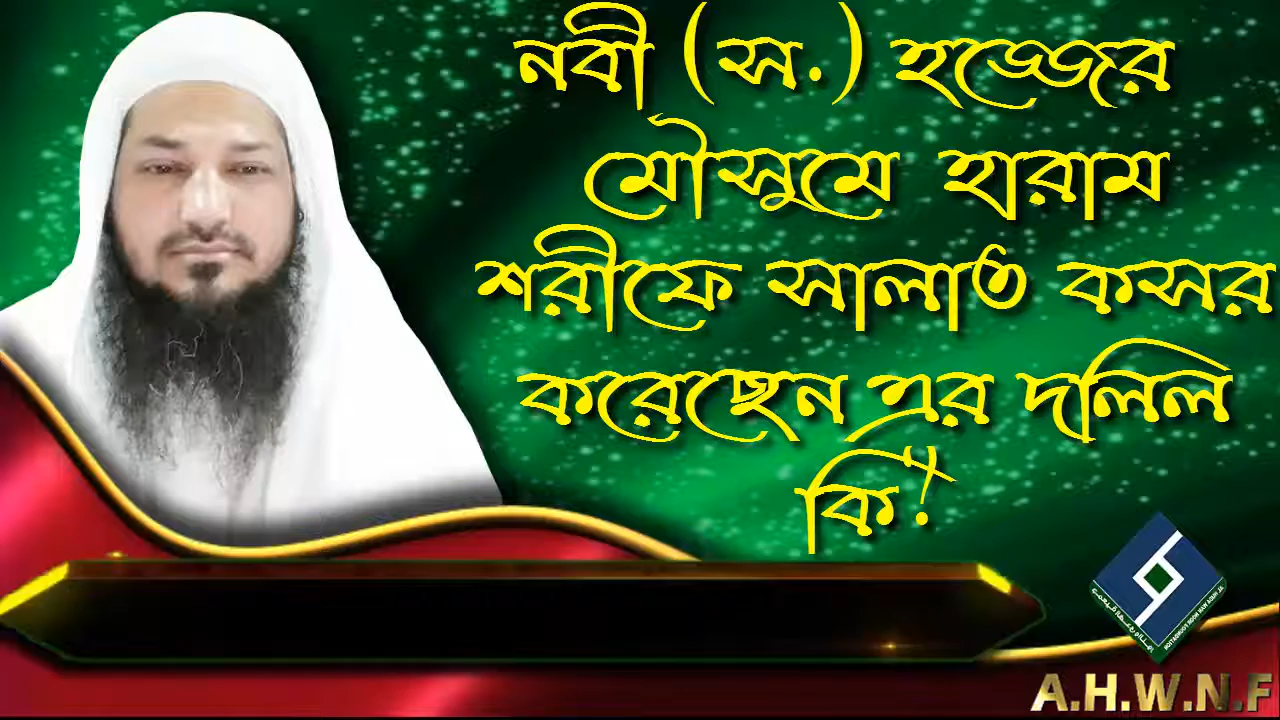 নবী (স.) হজ্জের
মৌসুমে হারাম
শরীফে সালাত কসর
করেছেন এর দলিল
কি!
A.H.W.N.F